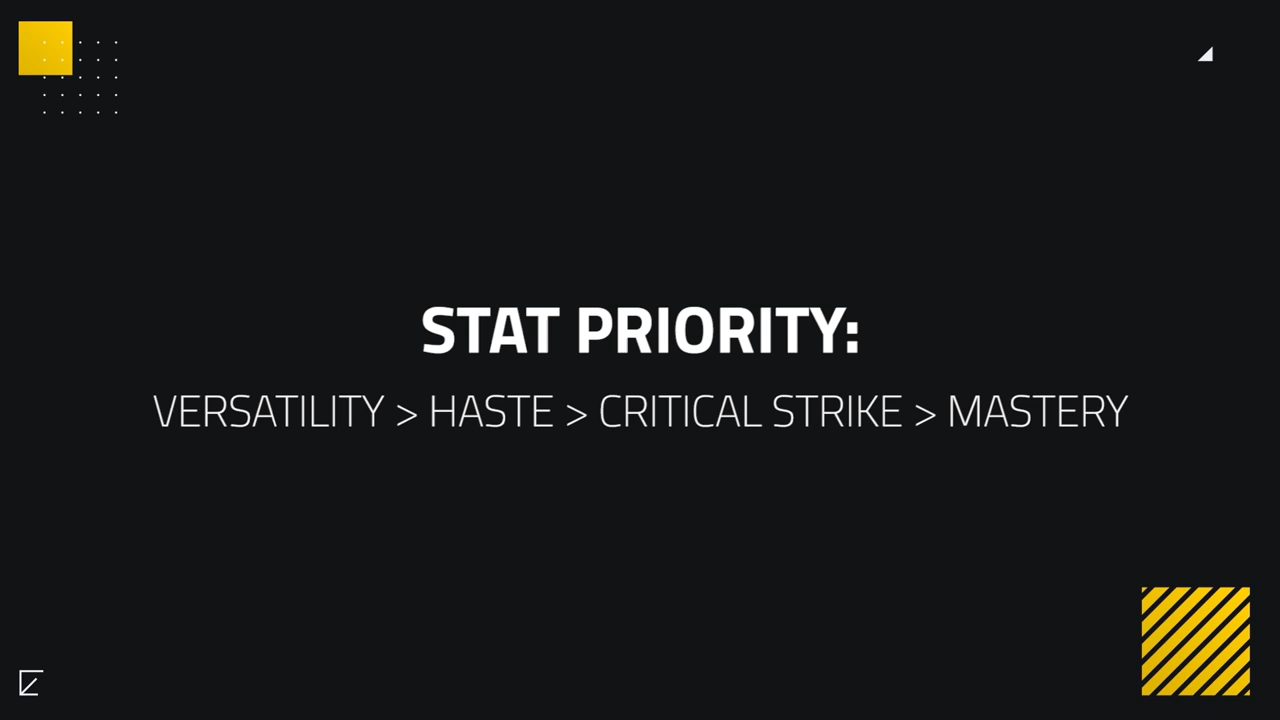 STAT PRIORITY:
VERSATILITY > HASTE > CRITICAL STRIKE > MASTERY